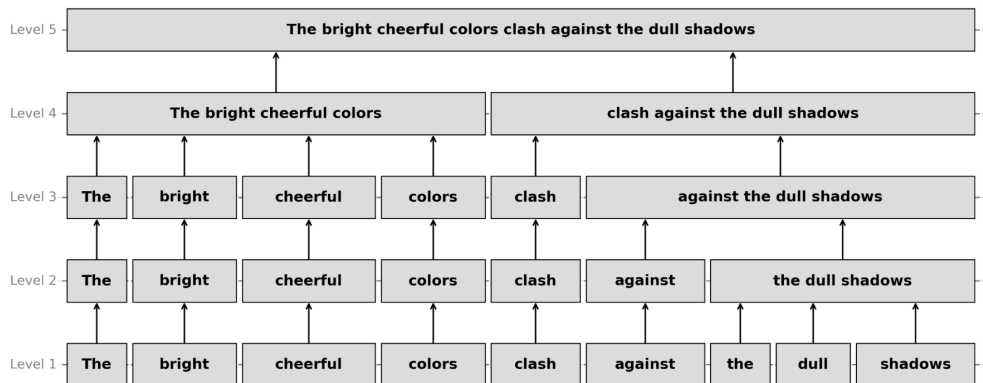 Level 5 The bright cheerful colors clash against the dull shadows
Level 4 The bright cheerful colors clash against the dull shadows
Level 3 The bright cheerful colors clash against the dull shadows
Level 2 The bright cheerful colors clash against the dull shadows
Level 1 The bright cheerful colors clash against the dull shadows